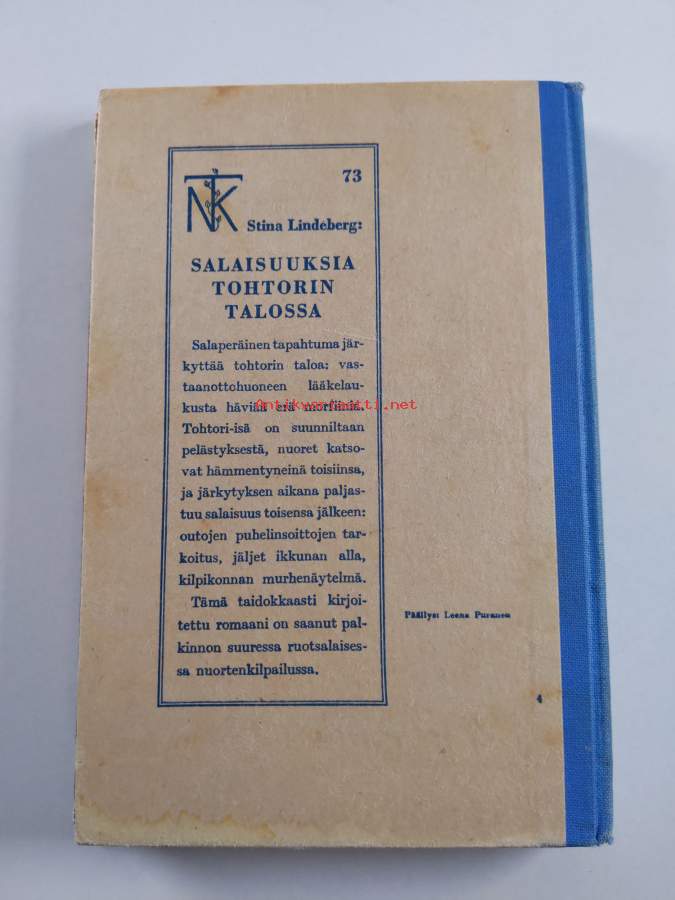 73
NTK
Stina Lindeberg:
SALAISUUKSIA
TOHTORIN
TALOSSA
Salaperäinen tapahtuma jär-
kyttää tohtorin taloa: vas-
taanottohuoneen lääkelau-
kusta häviää erä morfiinia.
Antikvariaatti.net
Tohtori-isä on suunniltaan
pelästyksestä, nuoret katso-
vat hämmentyneinä toisiinsa,
ja järkytyksen aikana paljas-
tuu salaisuus toisensa jälkeen:
outojen puhelinsoittojen tar-
koitus, jäljet ikkunan alla,
kilpikonnan murhenäytelmä.
Tämä taidokkaasti kirjoi-
tettu romaani on saanut pal-
kinnon suuressa ruotsalaises-
sa nuortenkilpailussa.
Päällys: Leena Puranen
4